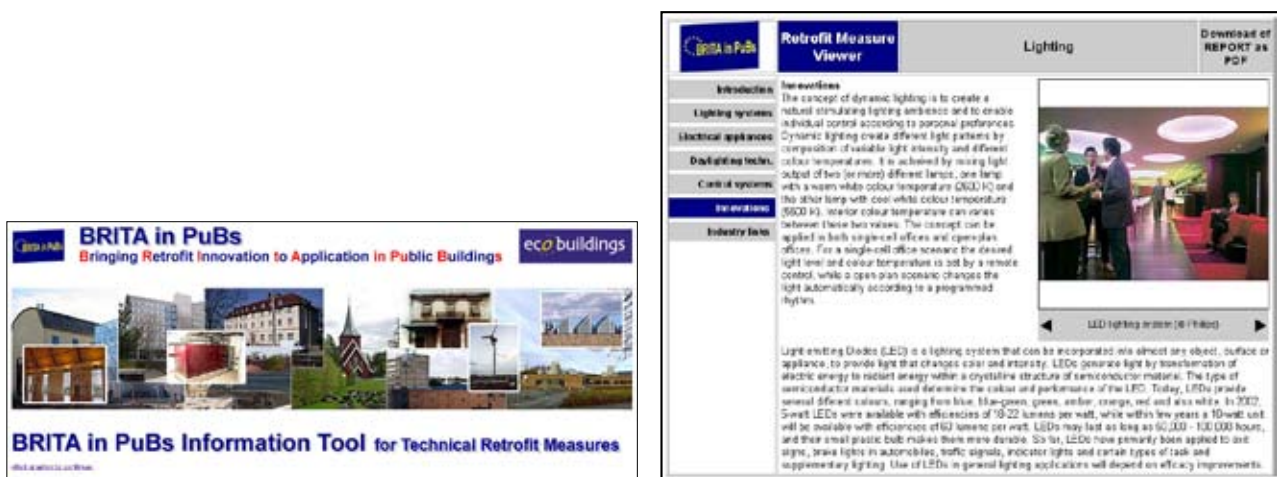 BRITA in PuBs
BRITA in PuBs
Bringing Retrofit Innovation to Application in Public Buildings
eco buildings
BRITA in PuBs Information Tool for Technical Retrofit Measures
BRITA in PuBs
Retrofit Measure
Viewer
Lighting
Download of
REPORT as
PDF
Introduction
Lighting systems
Electrical appliances
Daylighting techn.
Control systems
Innovations
Industry links
Innovations
The concept of dynamic lighting is to create a
natural stimulating lighting ambience and to enable
individual control according to personal preferences.
Dynamic lighting create different light patterns by
composition of variable light intensity and different
colour temperatures. It is achieved by mixing light
output of two (or more) different lamps, one lamp
with a warm white colour temperature (2600 K) and
the other lamp with cool white colour temperature
(6500 K). Interior colour temperature can varies
between these two values. The concept can be
applied in both single-cell offices and open-plan
offices. For a single-cell office scenario the desired
light level and colour temperature is set by a remote
control, while a open-plan scenario changes the
light automatically according to a programmed
rhythm.
LED lighting system (© Philips)
Light emitting Diodes (LED) is a lighting system that can be incorporated into almost any object, surface or
appliance, to provide light that changes color and intensity. LEDs generate light by transformation of
electric energy to radiant energy within a crystalline structure of semiconductor material. The type of
semiconductor materials used determine the colour and performance of the LED. Today, LEDs provide
several different colours, ranging from blue, blue-green, green, amber, orange, red and also white. In 2002,
5-watt LEDs were available with efficiencies of 18-22 lumens per watt, while within few years a 10-watt unit
will be available with efficiencies of 60 lumens per watt. LEDs may last as long as 50,000 - 100,000 hours,
and their small plastic bulb makes them more durable. So far, LEDs have primarily been applied to exit
signs, brake lights in automobiles, traffic signals, indicator lights and certain types of task and
supplementary lighting. Use of LEDs in general lighting applications will depend on efficacy improvements.